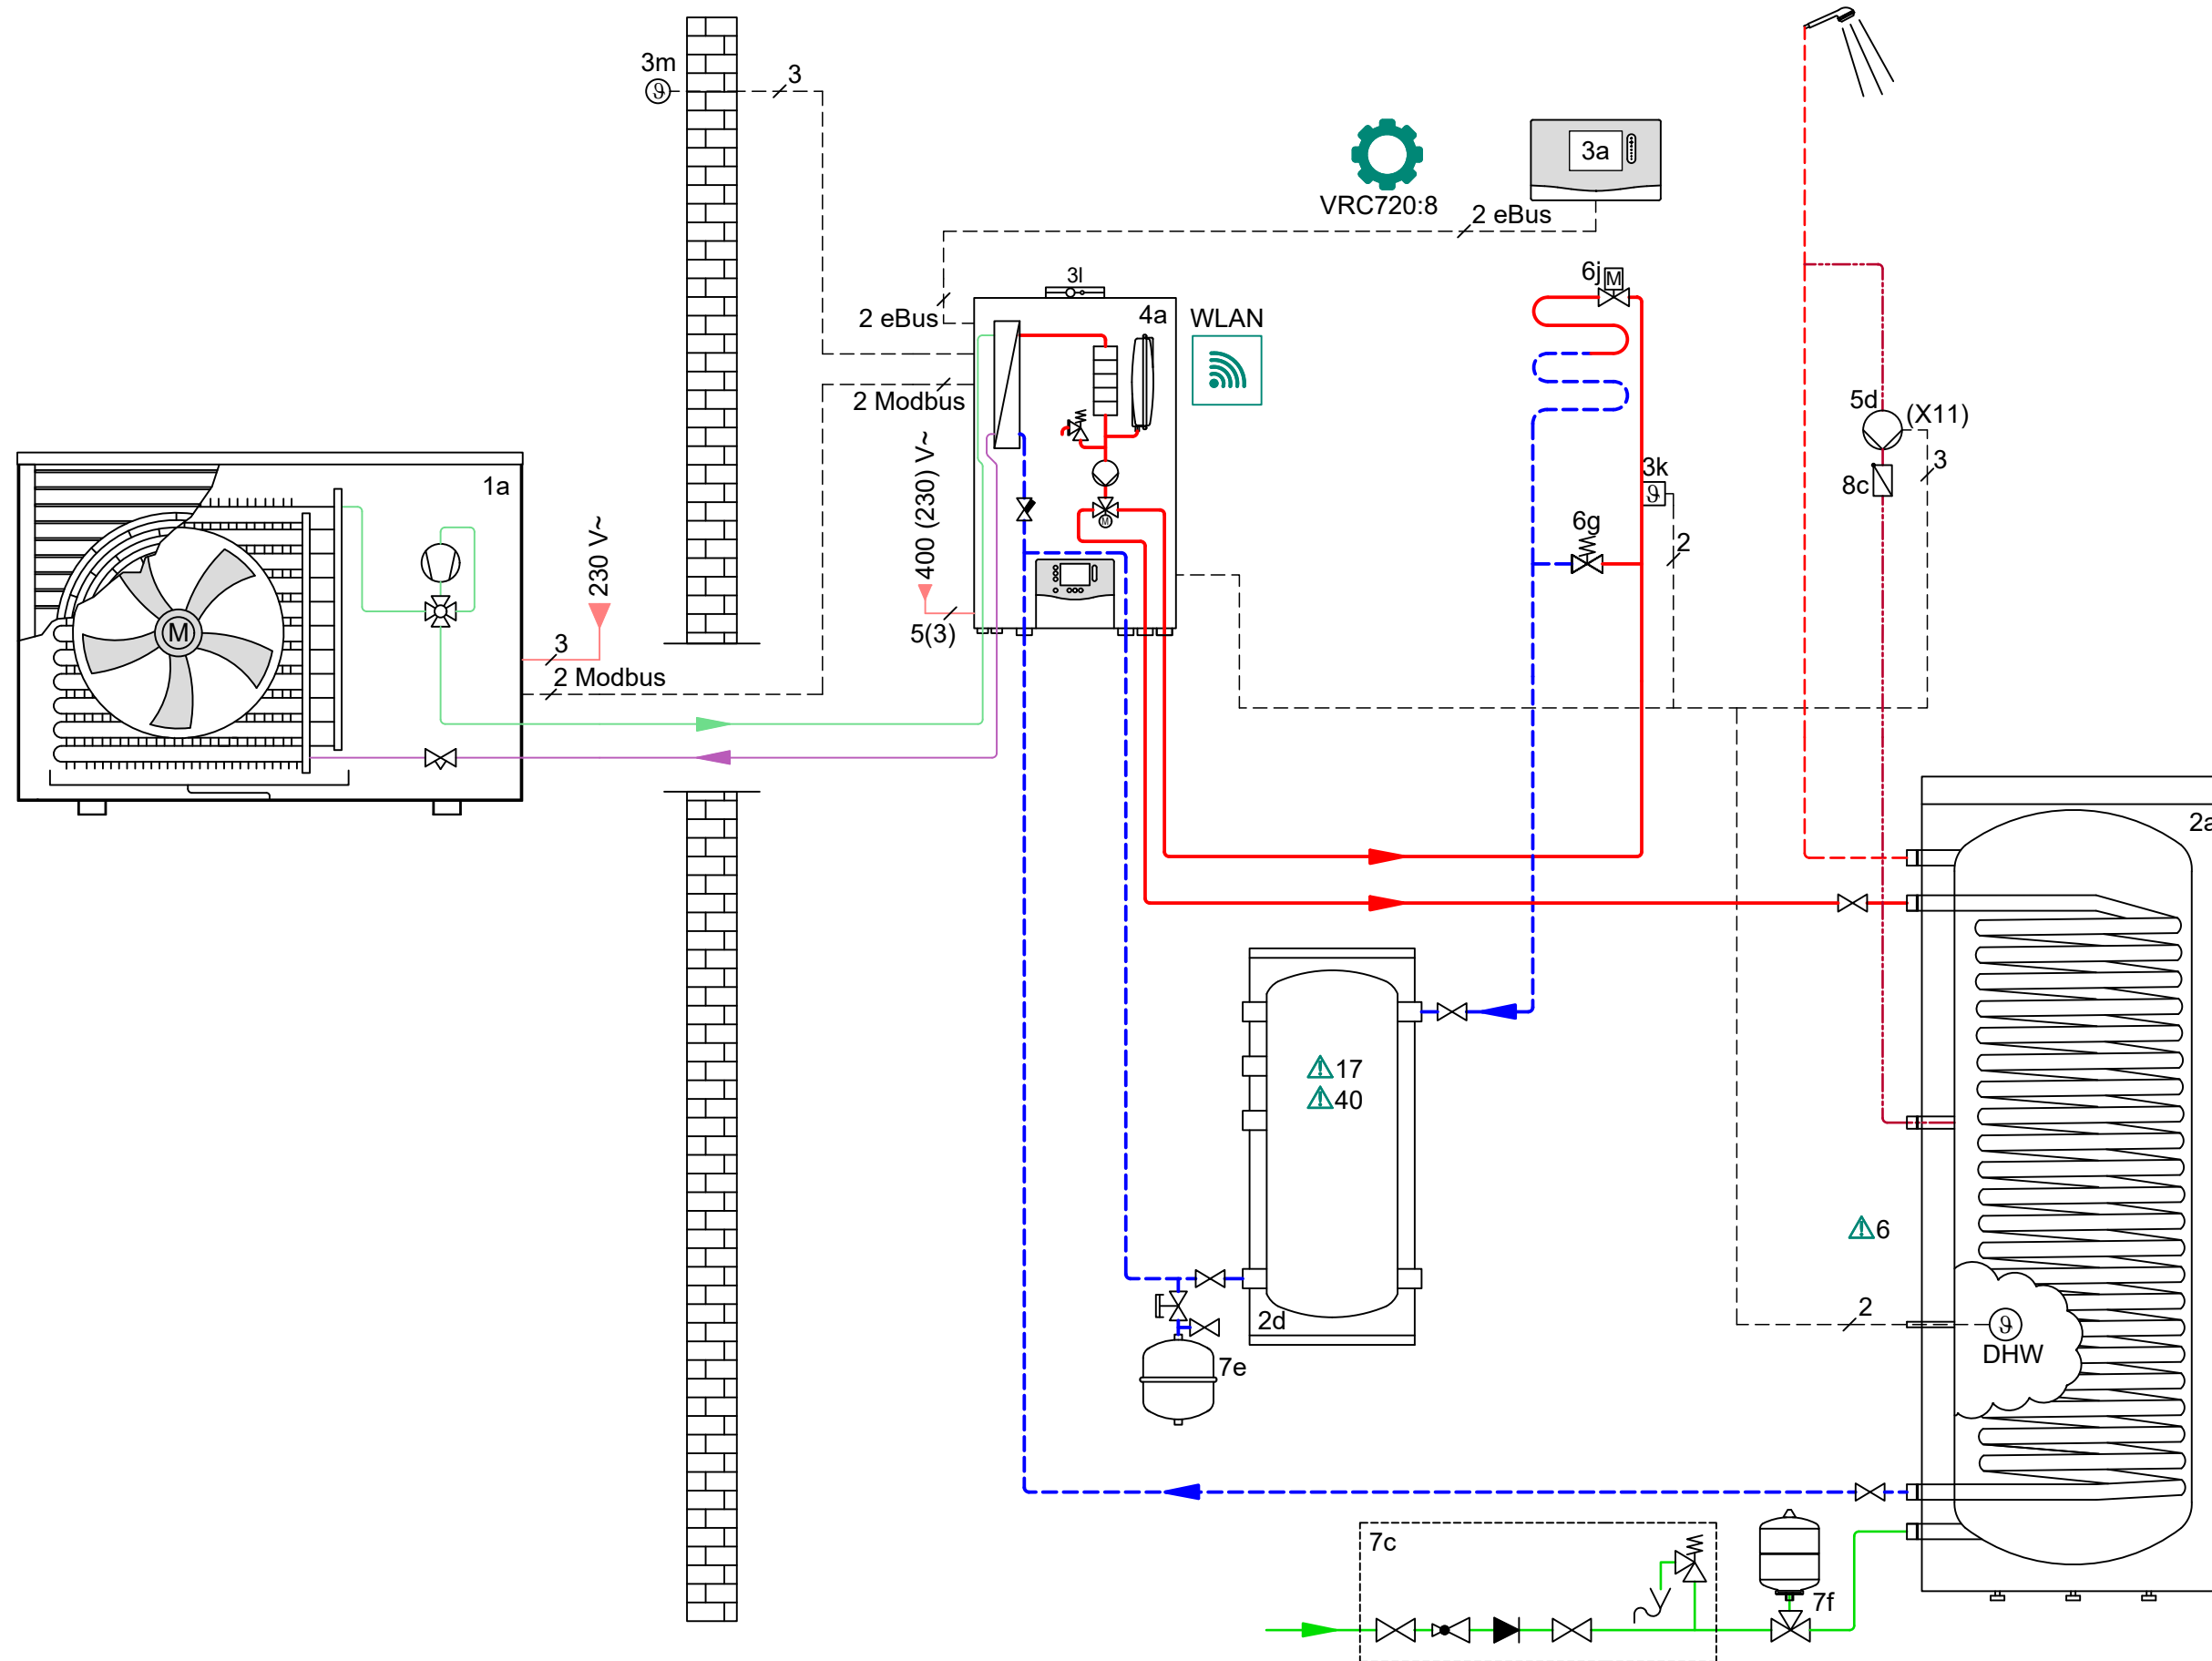 3m
3
VRC720:8
3a
2 eBus
3l
2 eBus
4a
WLAN
6j
M
2 Modbus
5d
(X11)
3
3k
8c
1a
400 (230) V~
6g
2
230 V~
M
M
5(3)
3
2 Modbus
2a
17
40
6
2
DHW
2d
7e
7c
7f